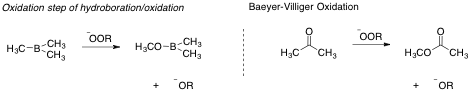 Oxidation step of hydroboration/oxidation
H₃C B CH₃ CH₃
⁻OOR
H₃CO B CH₃ CH₃
+ ⁻OR
Baeyer-Villiger Oxidation
O H₃C CH₃
⁻OOR
O H₃C O CH₃
+ ⁻OR